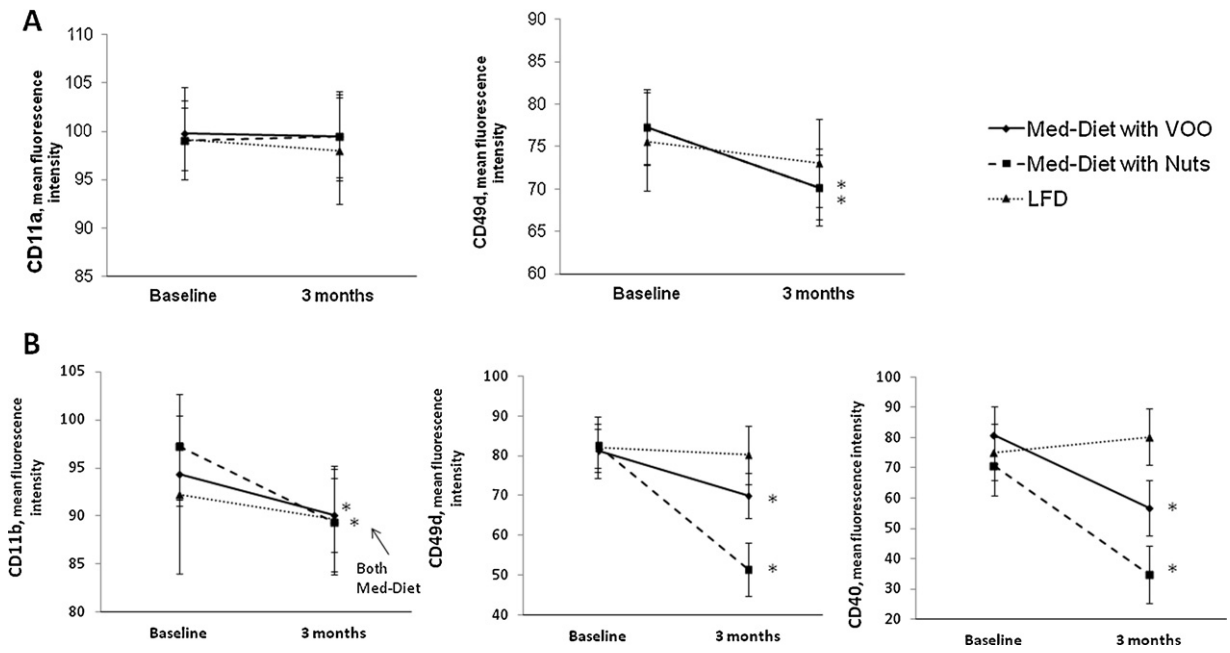 A
CD11a, mean fluorescence
intensity
110
105
100
95
90
85
Baseline
3 months
CD49d, mean fluorescence
intensity
90
85
80
75
70
65
60
*
*
Baseline
3 months
Med-Diet with VOO
Med-Diet with Nuts
LFD
B
CD11b, mean fluorescence
intensity
105
100
95
90
85
80
*
*
Both
Med-Diet
Baseline
3 months
CD49d, mean fluorescence
intensity
100
90
80
70
60
50
40
*
*
Baseline
3 months
CD40, mean fluorescence intensity
100
90
80
70
60
50
40
30
20
*
*
Baseline
3 months